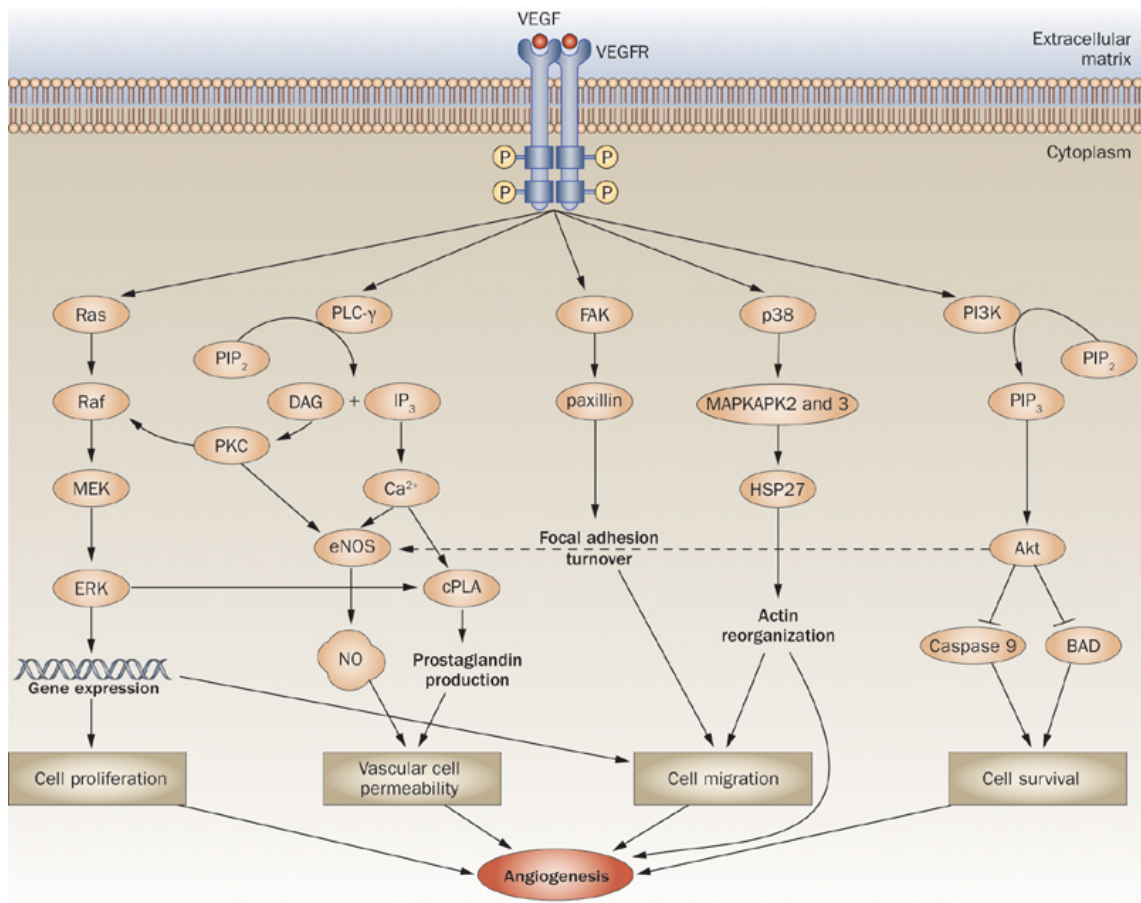 VEGF
VEGFR
Extracellular
matrix
Cytoplasm
P
P
P
P
Ras
PLC-γ
FAK
p38
PI3K
PIP₂
PIP₂
Raf
DAG
+
IP₃
paxillin
MAPKAPK2 and 3
PIP₃
PKC
MEK
Ca²⁺
HSP27
eNOS
Focal adhesion
turnover
Akt
ERK
cPLA
Actin
reorganization
Caspase 9
BAD
NO
Prostaglandin
production
Gene expression
Cell proliferation
Vascular cell
permeability
Cell migration
Cell survival
Angiogenesis